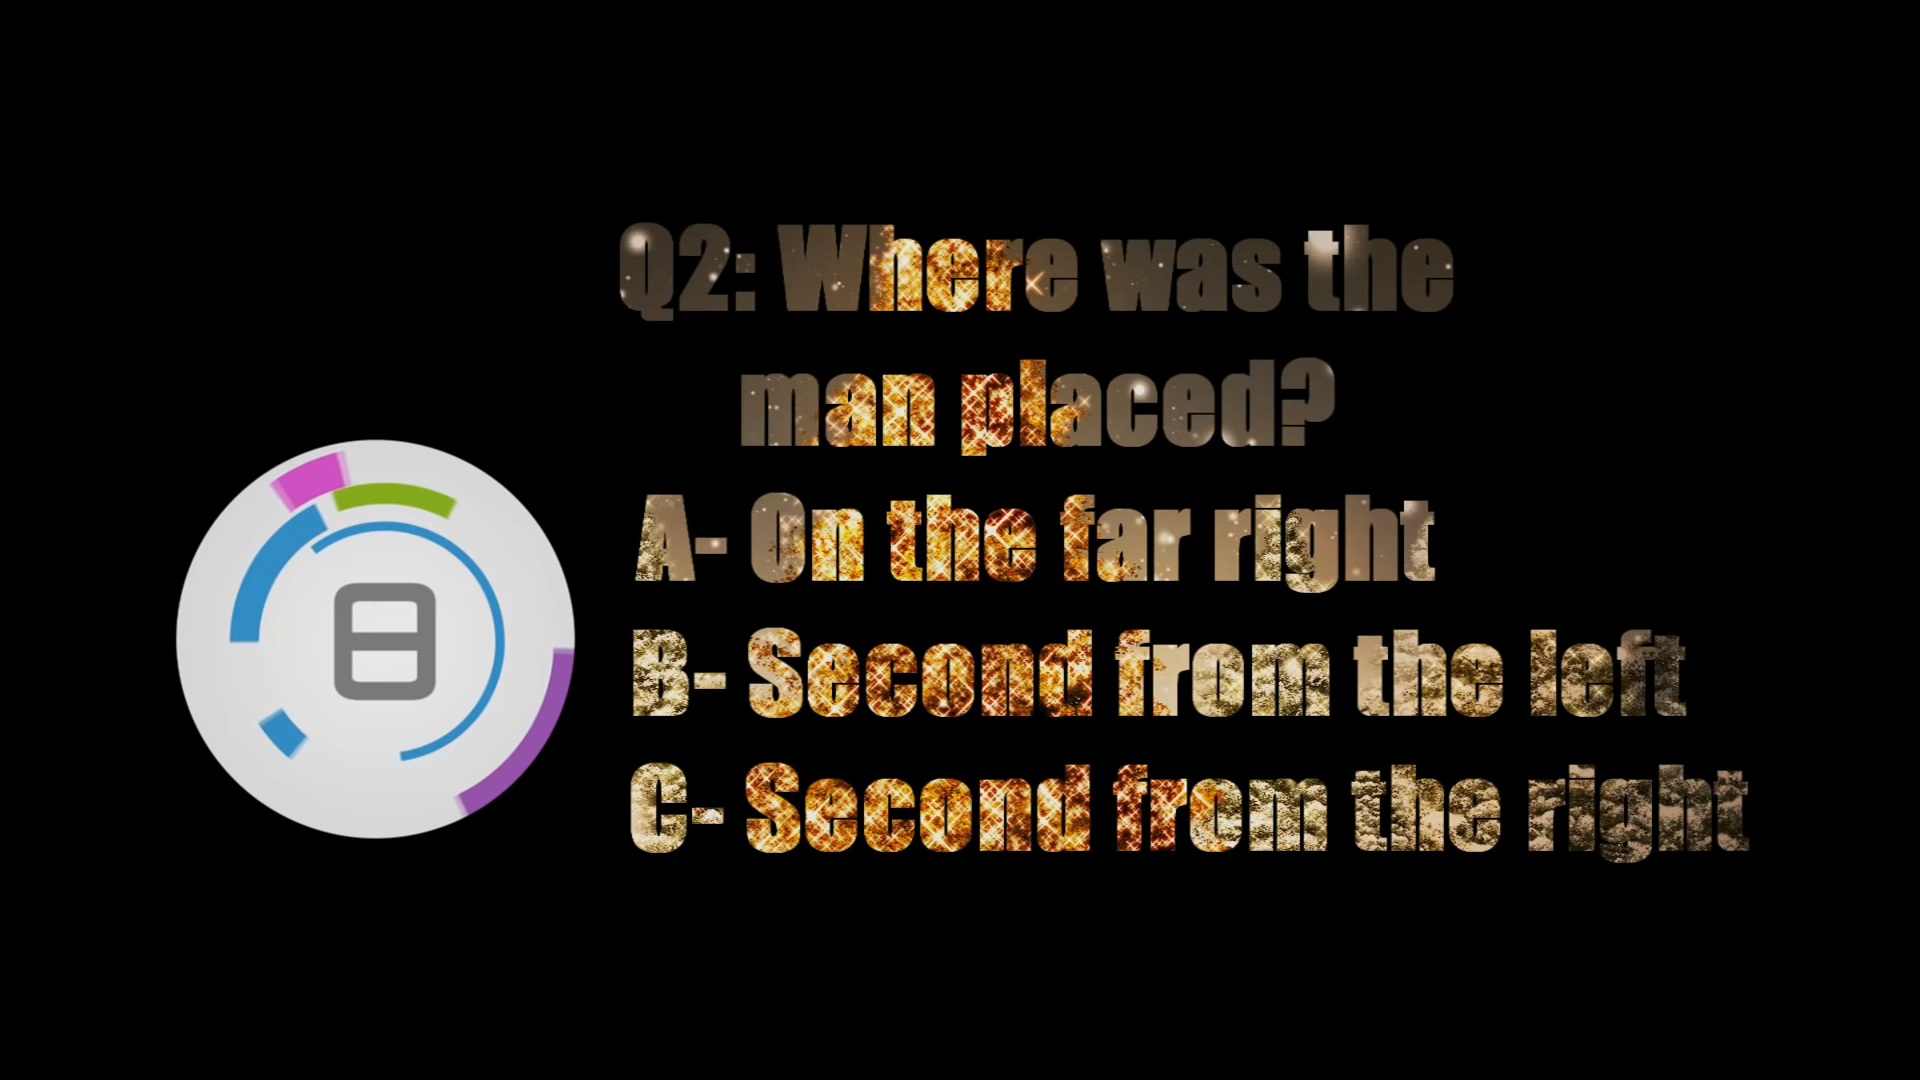 Q2: Where was the
man placed?
A- On the far right
B- Second from the left
C- Second from the right
8